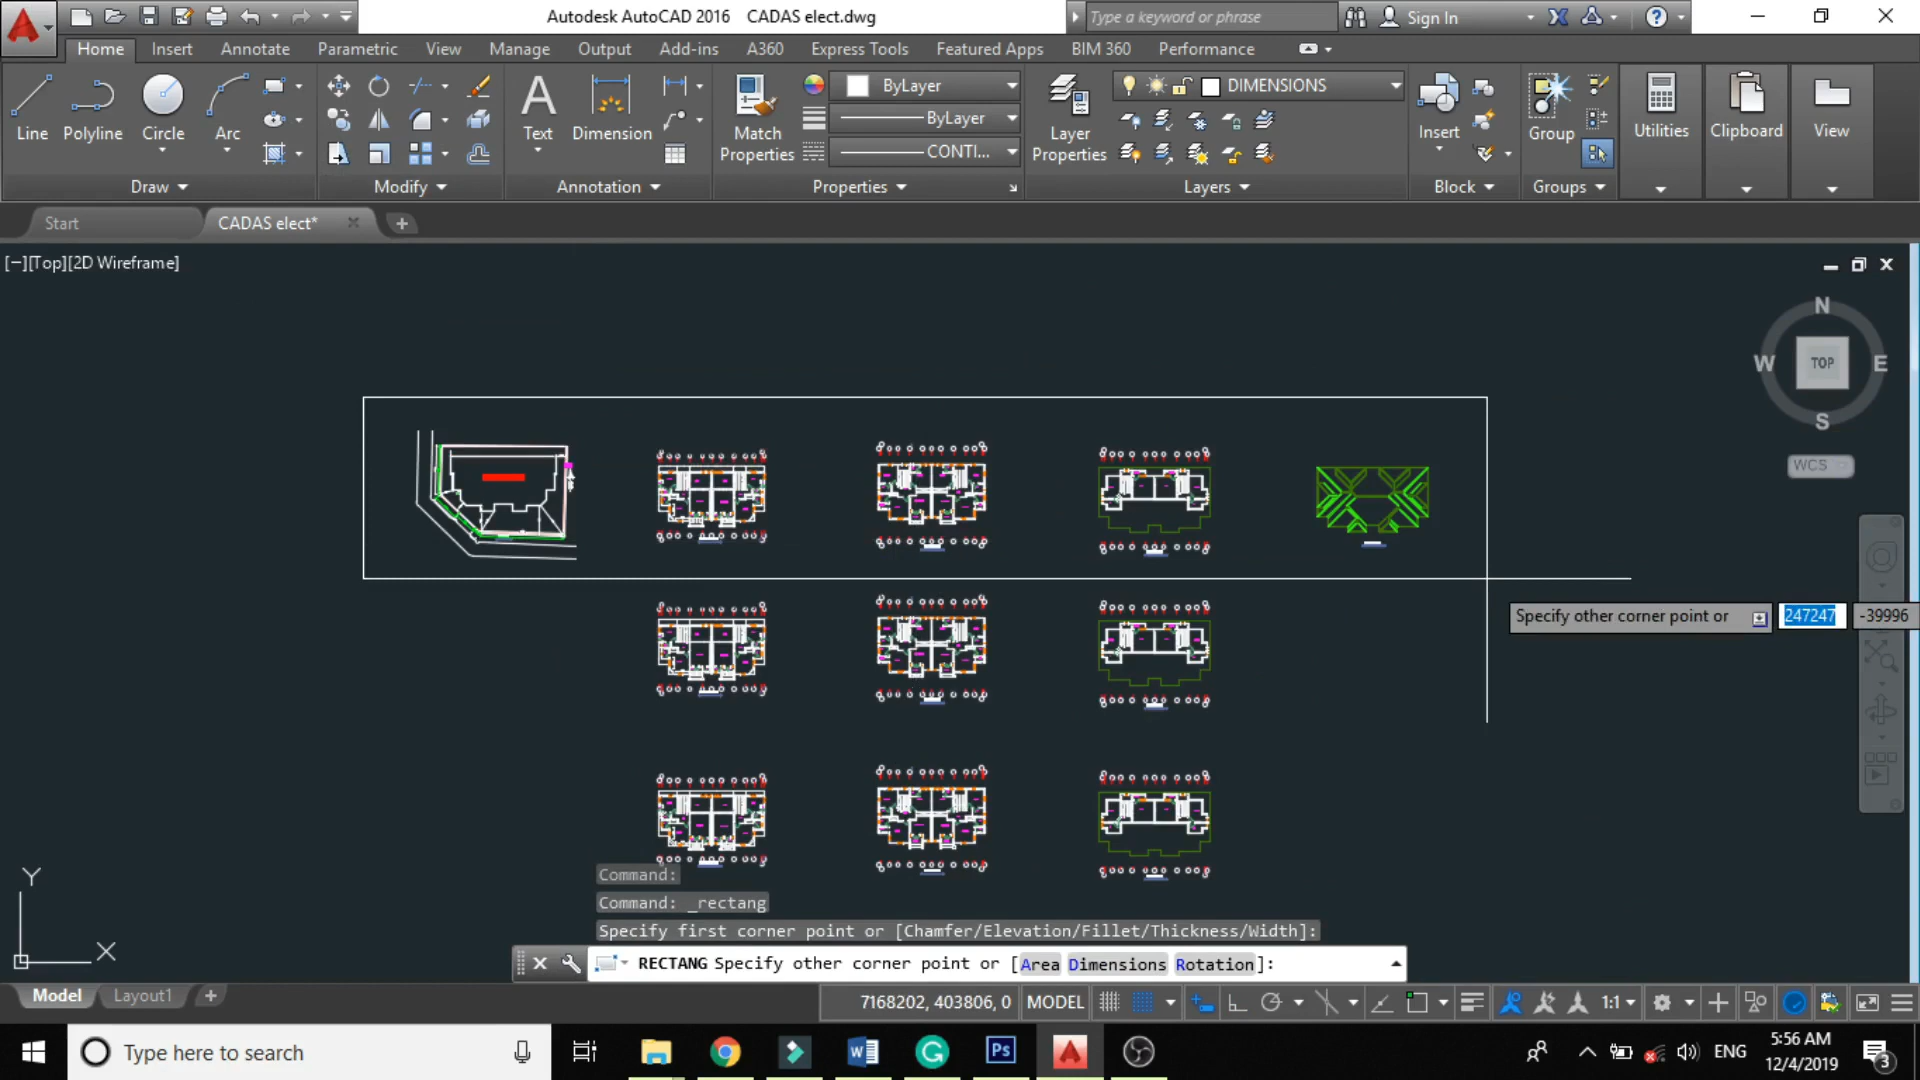 Autodesk AutoCAD 2016 CADAS elect.dwg
Type a keyword or phrase
Sign In
Home Insert Annotate Parametric View Manage Output Add-ins A360 Express Tools Featured Apps BIM 360 Performance
Line Polyline Circle Arc
Text Dimension
Match Properties
ByLayer
ByLayer
CONTI...
Layer Properties
DIMENSIONS
Insert
Group
Utilities
Clipboard
View
Draw Modify Annotation Properties Layers Block Groups
Start CADAS elect*
[−][Top][2D Wireframe]
N
W TOP E
S
WCS
Specify other corner point or 247247 -39996
Y
X
Command:
Command: _rectang
Specify first corner point or [Chamfer/Elevation/Fillet/Thickness/Width]:
RECTANG Specify other corner point or [Area Dimensions Rotation]:
Model Layout1
7168202, 403806, 0 MODEL
1:1
Type here to search
Ps
ENG
5:56 AM
12/4/2019
3